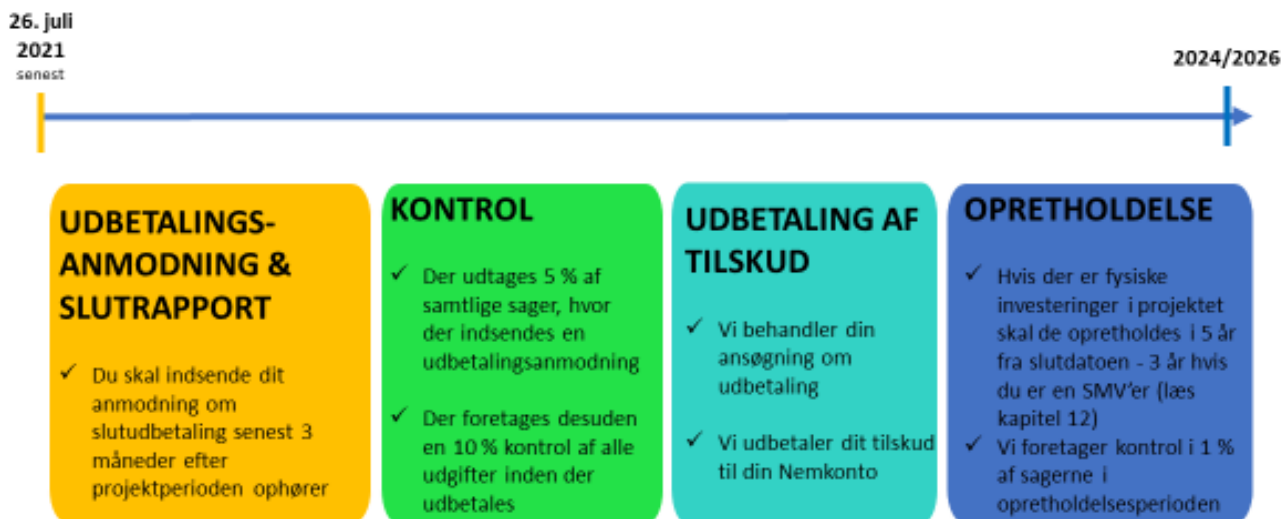 26. juli
2021
senest
2024/2026
UDBETALINGS-
ANMODNING &
SLUTRAPPORT
✓ Du skal indsende dit
anmodning om
slutudbetaling senest 3
måneder efter
projektperioden ophører
KONTROL
✓ Der udtages 5 % af
samtlige sager, hvor
der indsendes en
udbetalingsanmodning
✓ Der foretages desuden
en 10 % kontrol af alle
udgifter inden der
udbetales
UDBETALING AF
TILSKUD
✓ Vi behandler din
ansøgning om
udbetaling
✓ Vi udbetaler dit tilskud
til din Nemkonto
OPRETHOLDELSE
✓ Hvis der er fysiske
investeringer i projektet
skal de opretholdes i 5 år
fra slutdatoen - 3 år hvis
du er en SMV’er (læs
kapitel 12)
✓ Vi foretager kontrol i 1 %
af sagerne i
opretholdelsesperioden